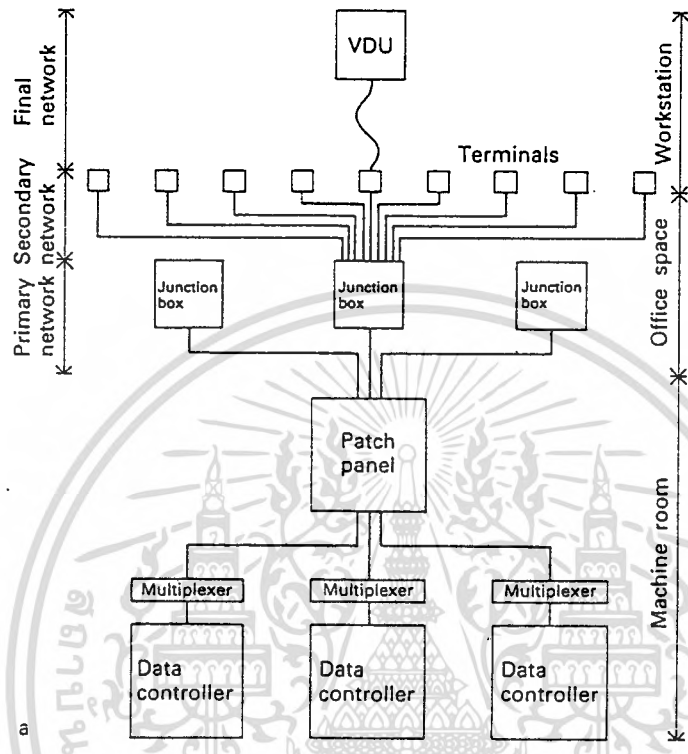 VDU
Final
network
Workstation
Terminals
Secondary
network
Office space
Primary
network
Junction
box
Junction
box
Junction
box
Patch
panel
Machine room
Multiplexer
Multiplexer
Multiplexer
Data
controller
Data
controller
Data
controller
a